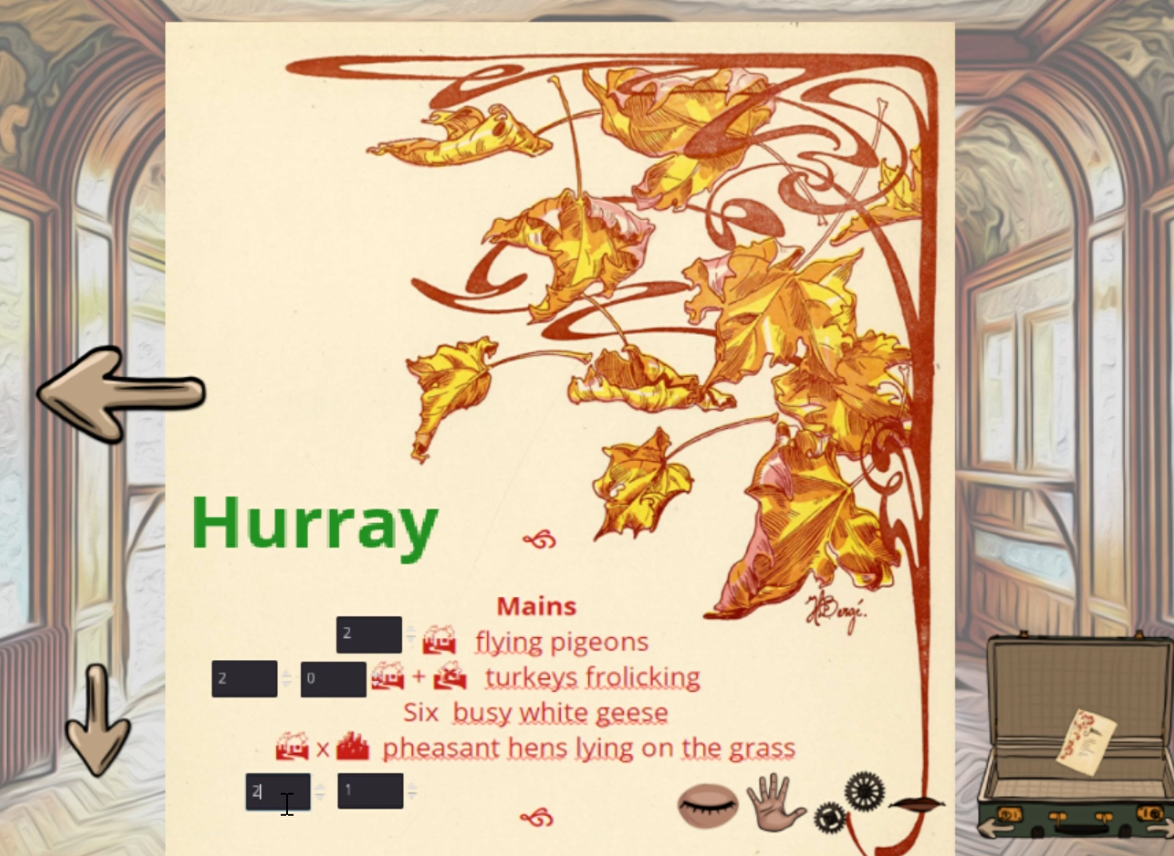 Hurray
Mains
2 flying pigeons
2 0 + turkeys frolicking
Six busy white geese
x pheasant hens lying on the grass
2 1